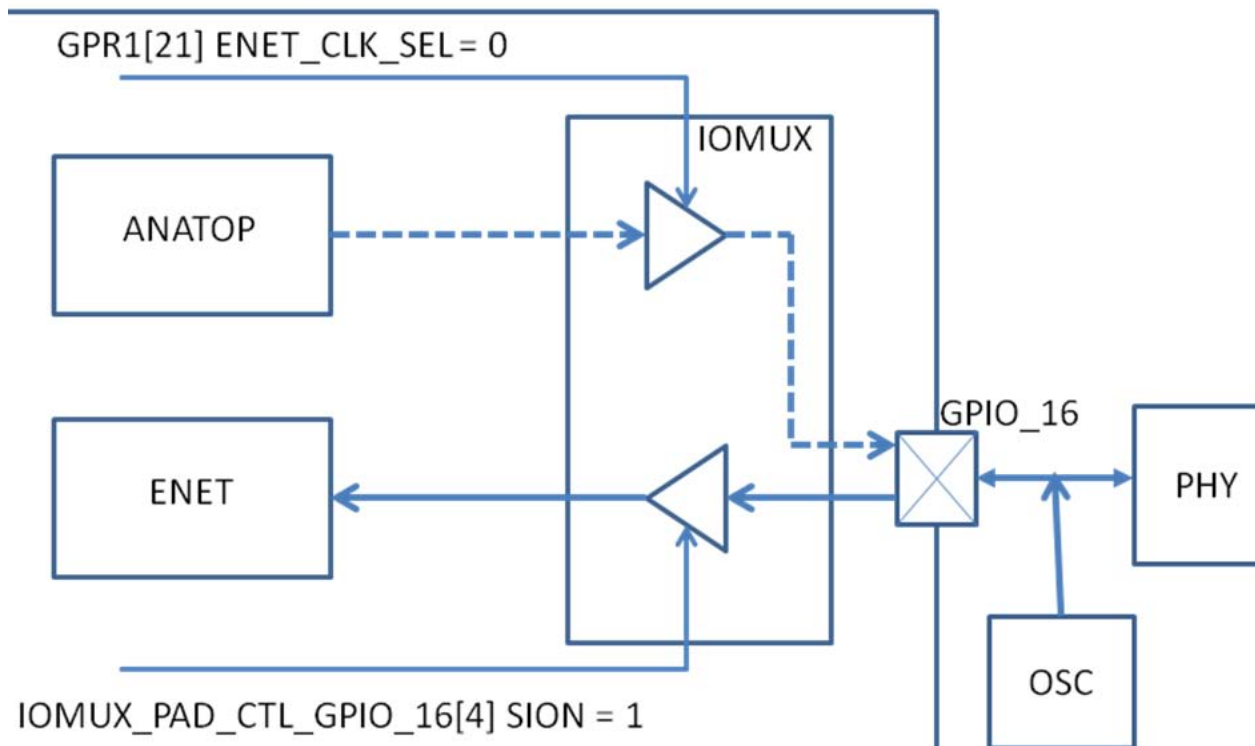 GPR1[21] ENET_CLK_SEL = 0
IOMUX
ANATOP
GPIO_16
ENET
PHY
OSC
IOMUX_PAD_CTL_GPIO_16[4] SION = 1